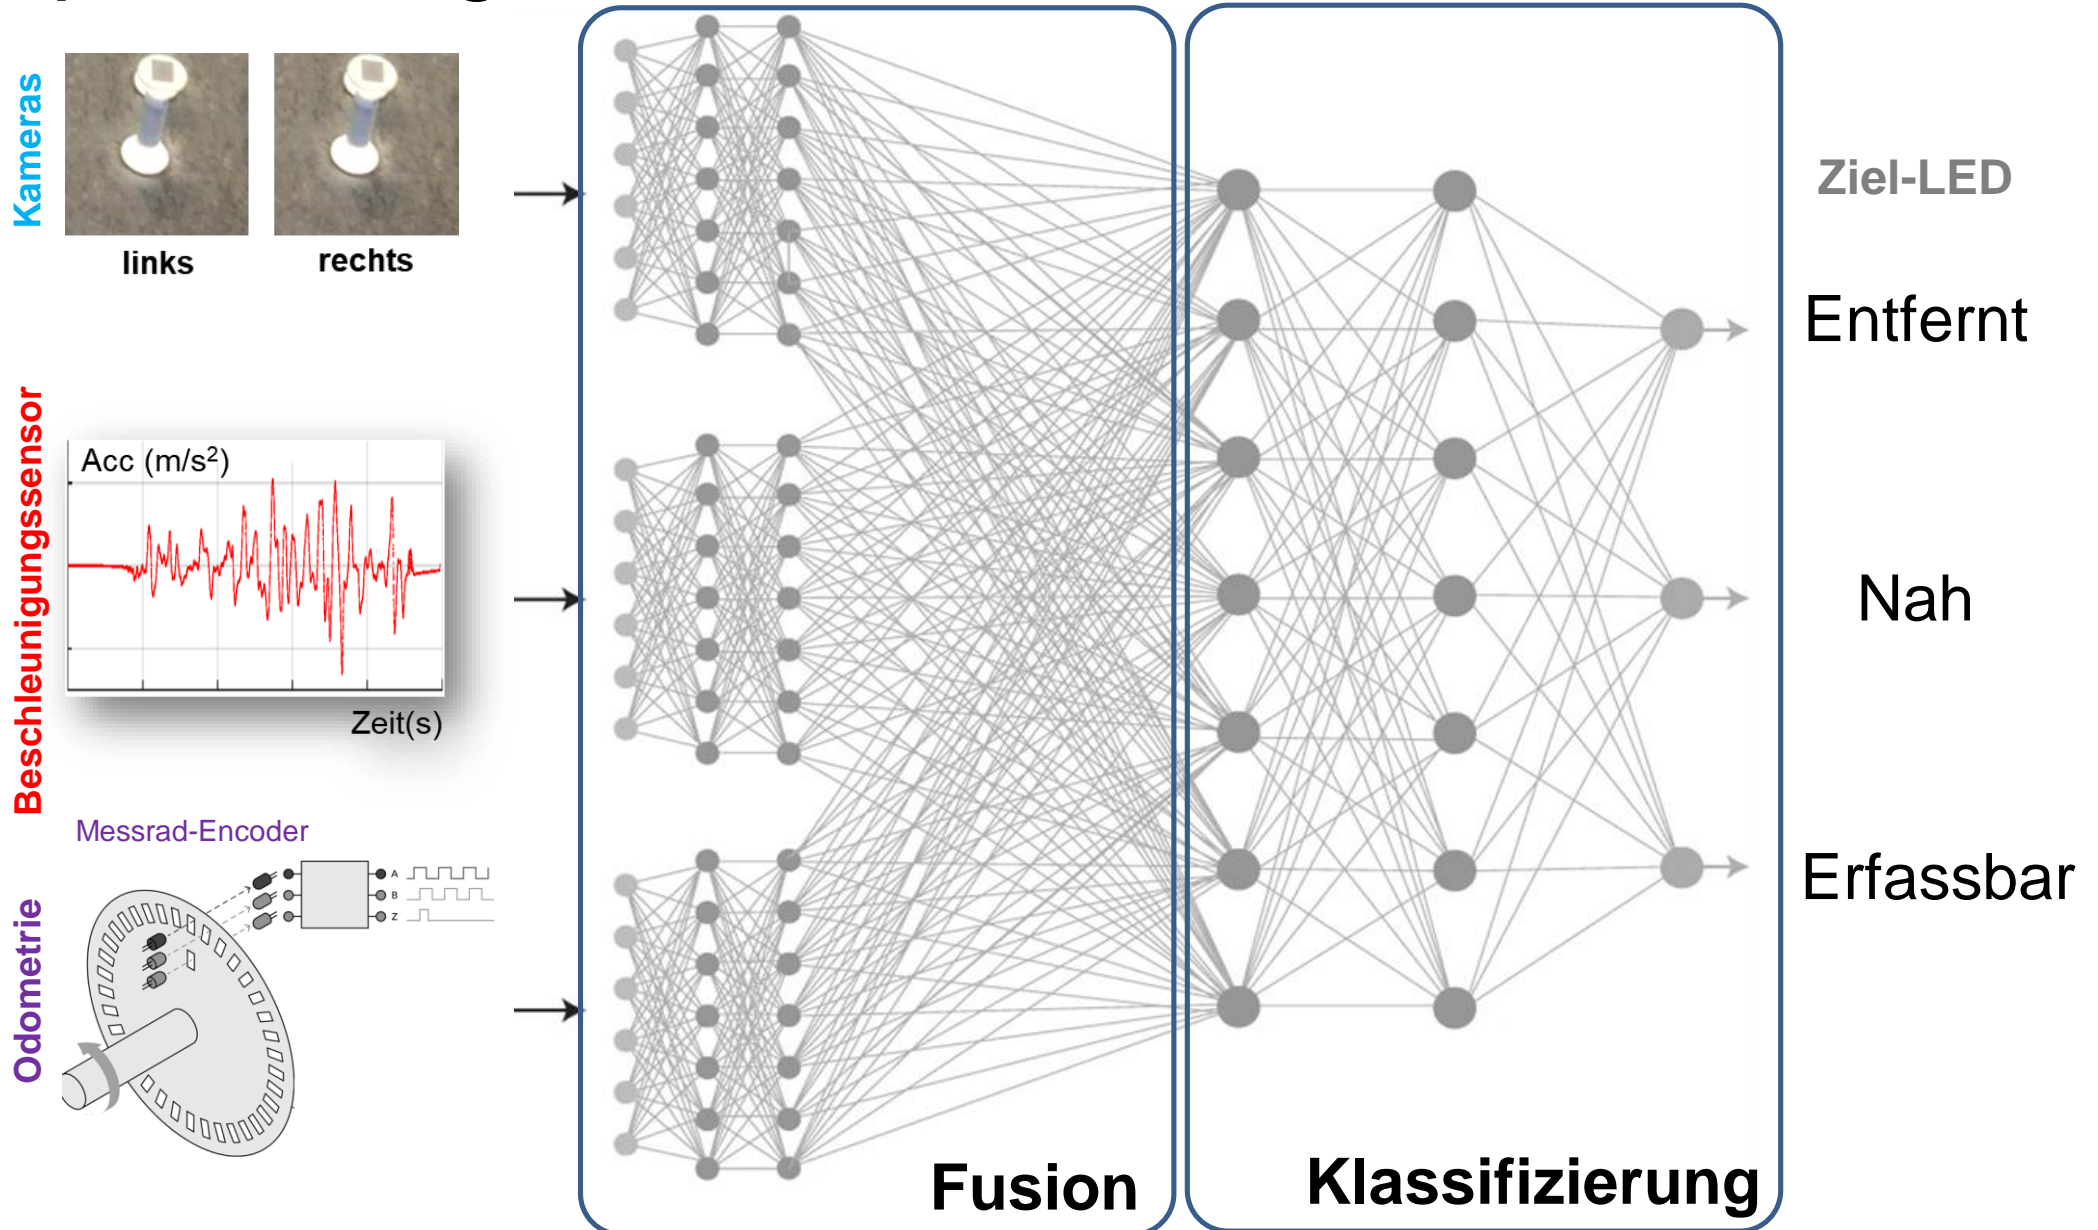 Kameras
links
rechts
Beschleunigungssensor
Acc (m/s²)
Zeit(s)
Odometrie
Messrad-Encoder
A
B
Z
Fusion
Klassifizierung
Ziel-LED
Entfernt
Nah
Erfassbar